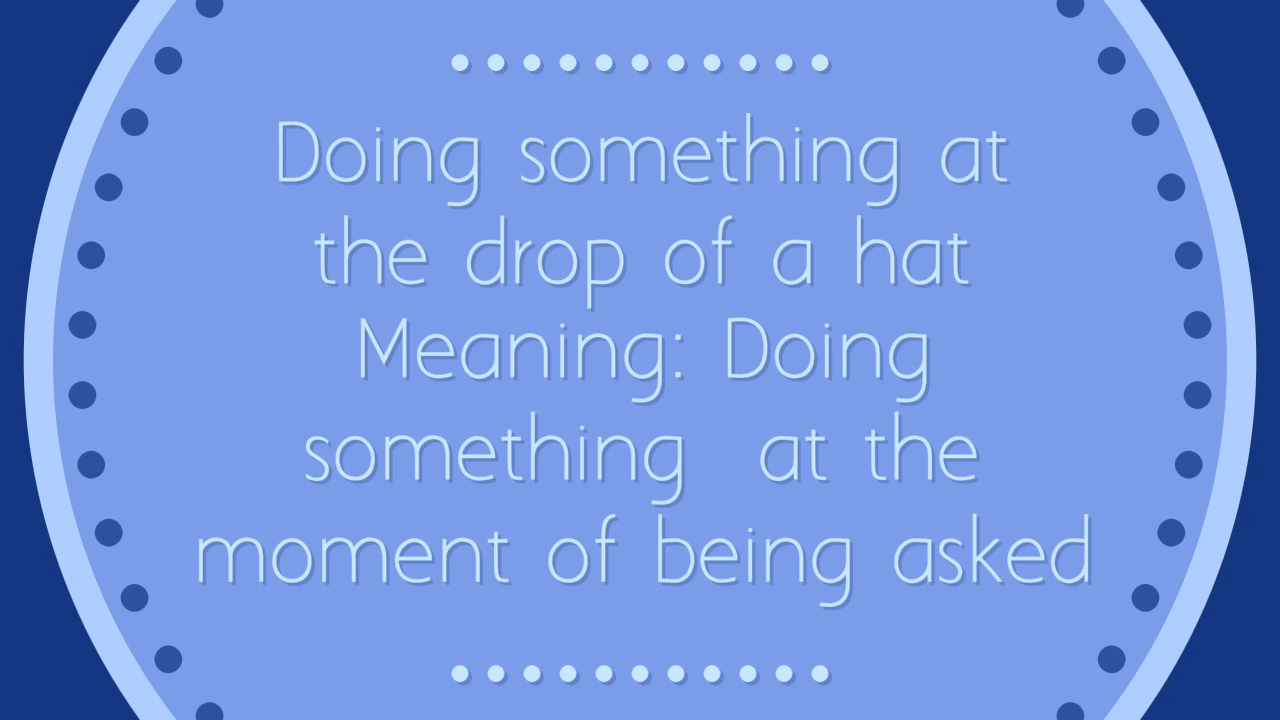 Doing something at
the drop of a hat
Meaning: Doing
something at the
moment of being asked